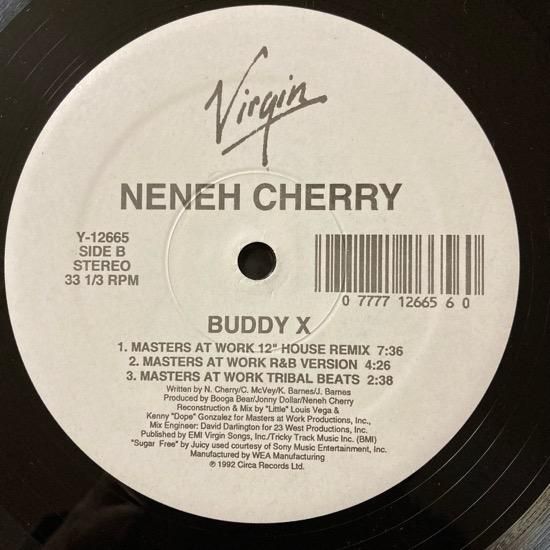 Virgin
NENEH CHERRY
Y-12665
SIDE B
STEREO
33 1/3 RPM
0 7777 12665 6 0
BUDDY X
1. MASTERS AT WORK 12" HOUSE REMIX 7:36
2. MASTERS AT WORK R&B VERSION 4:26
3. MASTERS AT WORK TRIBAL BEATS 2:38
Written by N. Cherry/C. McVey/K. Barnes/J. Barnes
Produced by Booga Bear/Jonny Dollar/Neneh Cherry
Reconstruction & Mix by "Little" Louis Vega &
Kenny "Dope" Gonzalez for Masters at Work Productions, Inc.,
Mix Engineer: David Darlington for 23 West Productions, Inc.
Published by EMI Virgin Songs, Inc./Tricky Track Music Inc. (BMI)
"Sugar Free" by Juicy used courtesy of Sony Music Entertainment, Inc.
Manufactured by WEA Manufacturing
℗ 1992 Circa Records Ltd.